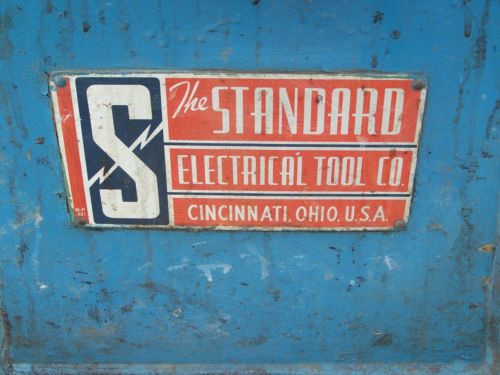 S
The STANDARD
ELECTRICAL TOOL CO.
CINCINNATI, OHIO, U.S.A.